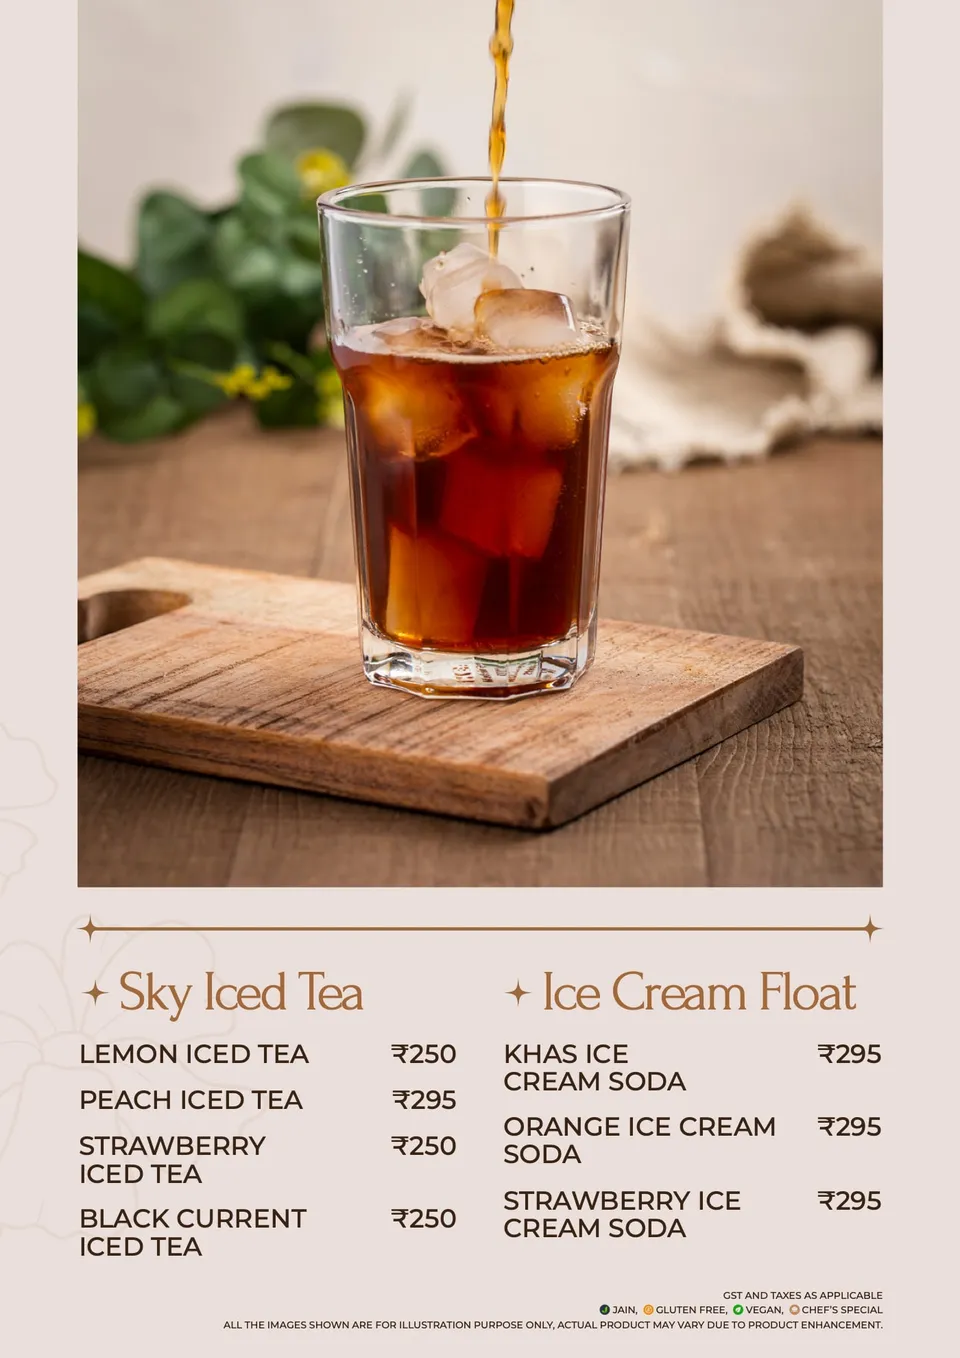 Sky Iced Tea
LEMON ICED TEA ₹250
PEACH ICED TEA ₹295
STRAWBERRY ₹250
ICED TEA
BLACK CURRENT ₹250
ICED TEA
Ice Cream Float
KHAS ICE ₹295
CREAM SODA
ORANGE ICE CREAM ₹295
SODA
STRAWBERRY ICE ₹295
CREAM SODA
GST AND TAXES AS APPLICABLE
JAIN, GLUTEN FREE, VEGAN, CHEF'S SPECIAL
ALL THE IMAGES SHOWN ARE FOR ILLUSTRATION PURPOSE ONLY, ACTUAL PRODUCT MAY VARY DUE TO PRODUCT ENHANCEMENT.